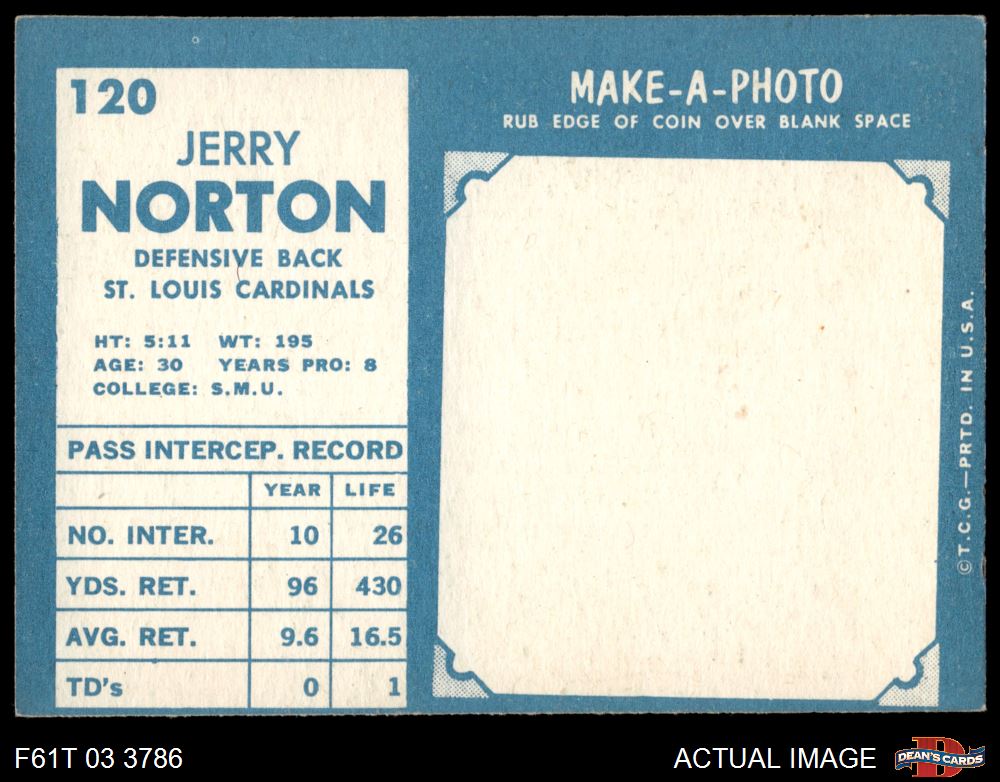 120
JERRY
NORTON
DEFENSIVE BACK
ST. LOUIS CARDINALS
HT: 5:11 WT: 195
AGE: 30 YEARS PRO: 8
COLLEGE: S.M.U.
PASS INTERCEP. RECORD
YEAR LIFE
NO. INTER. 10 26
YDS. RET. 96 430
AVG. RET. 9.6 16.5
TD's 0 1
MAKE-A-PHOTO
RUB EDGE OF COIN OVER BLANK SPACE
©T.C.G.—PRTD. IN U.S.A.
F61T 03 3786
ACTUAL IMAGE
D
DEAN'S CARDS